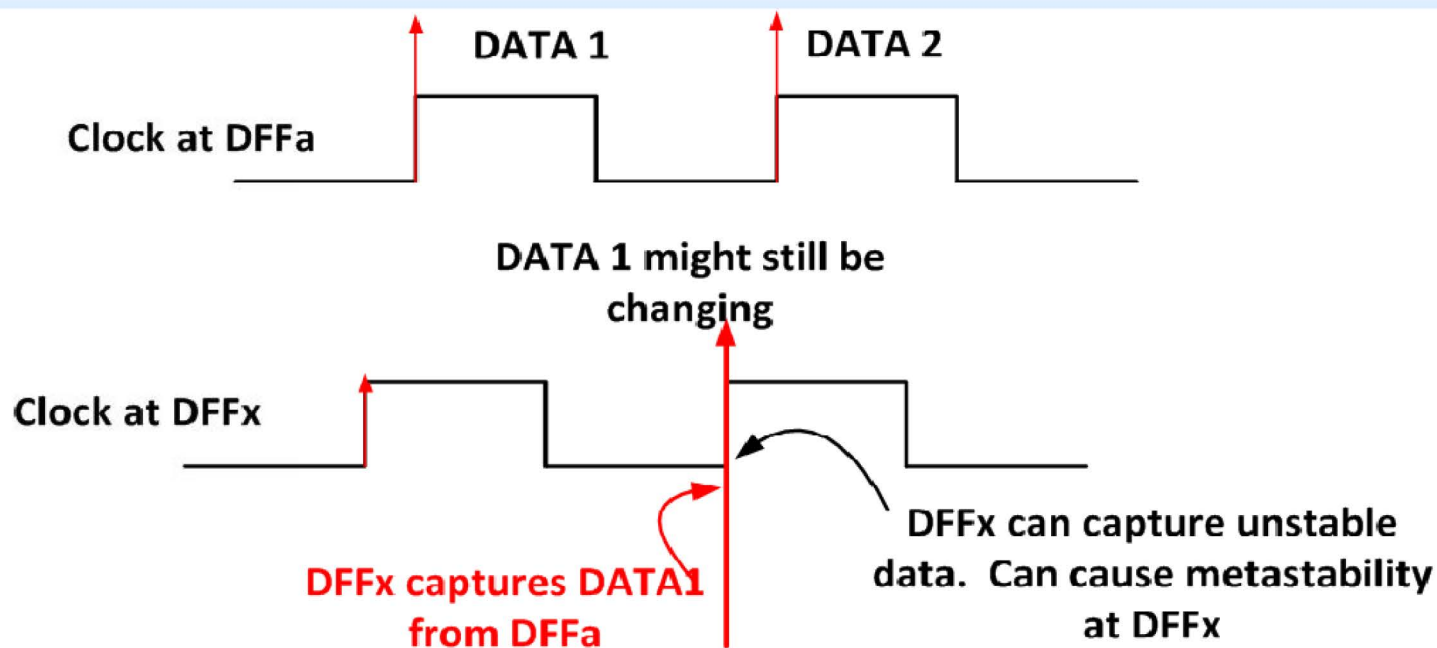 DATA 1
DATA 2
Clock at DFFa
DATA 1 might still be
changing
Clock at DFFx
DFFx captures DATA1
from DFFa
DFFx can capture unstable
data. Can cause metastability
at DFFx